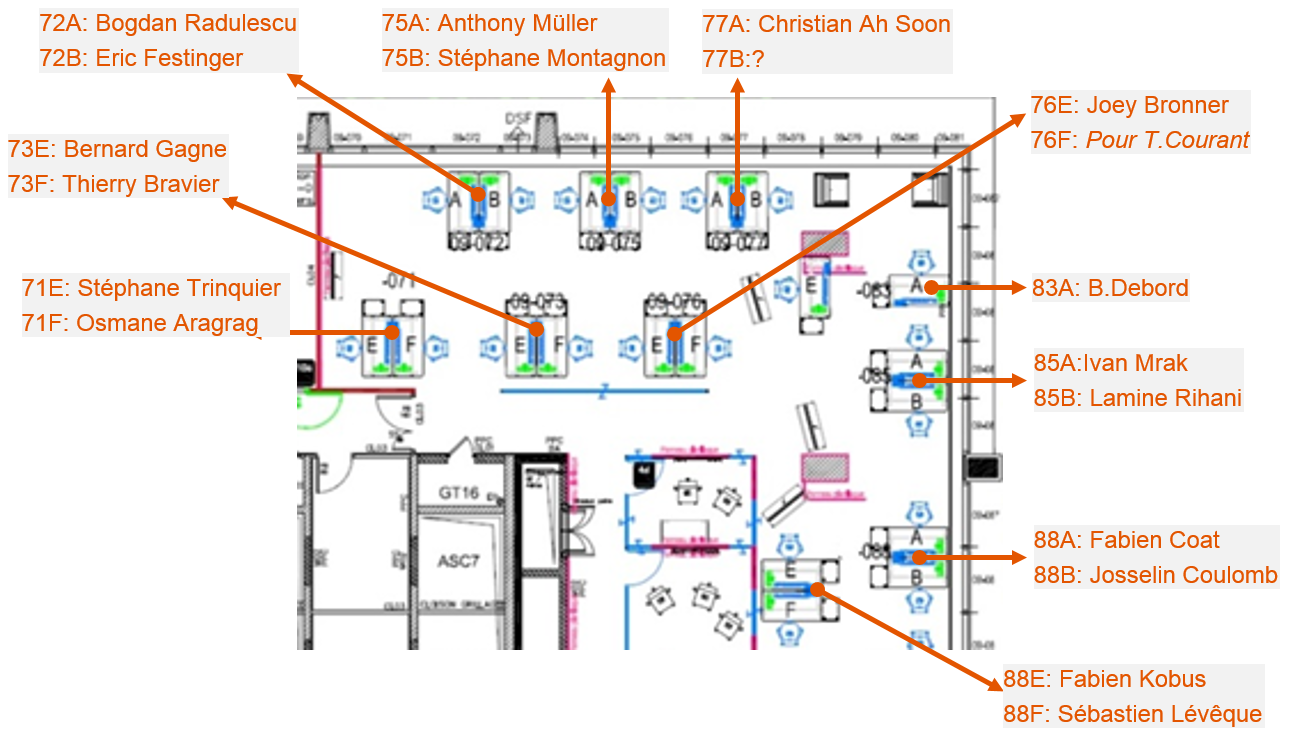 72A: Bogdan Radulescu
72B: Eric Festinger
75A: Anthony Müller
75B: Stéphane Montagnon
77A: Christian Ah Soon
77B:?
76E: Joey Bronner
76F: Pour T.Courant
73E: Bernard Gagne
73F: Thierry Bravier
71E: Stéphane Trinquier
71F: Osmane Aragrag
83A: B.Debord
85A:Ivan Mrak
85B: Lamine Rihani
88A: Fabien Coat
88B: Josselin Coulomb
88E: Fabien Kobus
88F: Sébastien Lévêque
DSF
A B
09-072
A B
09-075
A B
09-077
-071
E F
09-073
E F
09-076
E F
E
A
-083
A
-085
B
A
B
E
F
GT16
ASC7